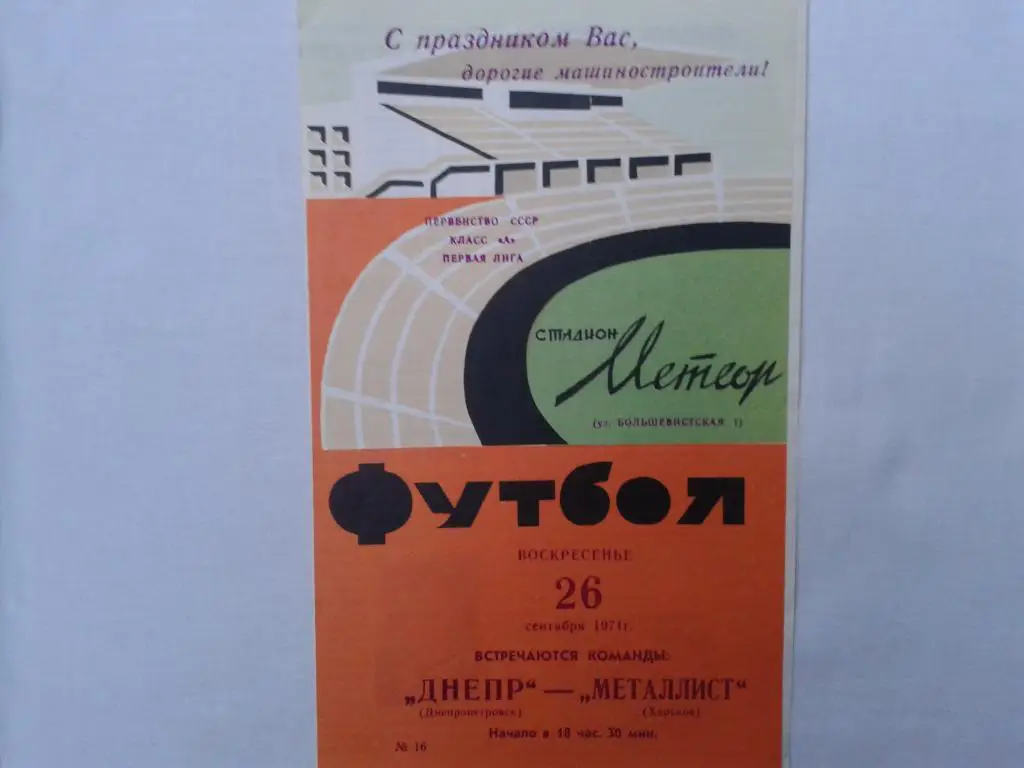 С праздником Вас,
дорогие машиностроители!
ПЕРВЕНСТВО СССР
КЛАСС «А»
ПЕРВАЯ ЛИГА
СТАДИОН
Метеор
(ул. БОЛЬШЕВИСТСКАЯ 1)
Футбол
ВОСКРЕСЕНЬЕ
26
сентября 1971г.
ВСТРЕЧАЮТСЯ КОМАНДЫ:
„ДНЕПР“ — „МЕТАЛЛИСТ“
(Днепропетровск) (Харьков)
Начало в 18 час. 30 мин.
№ 16